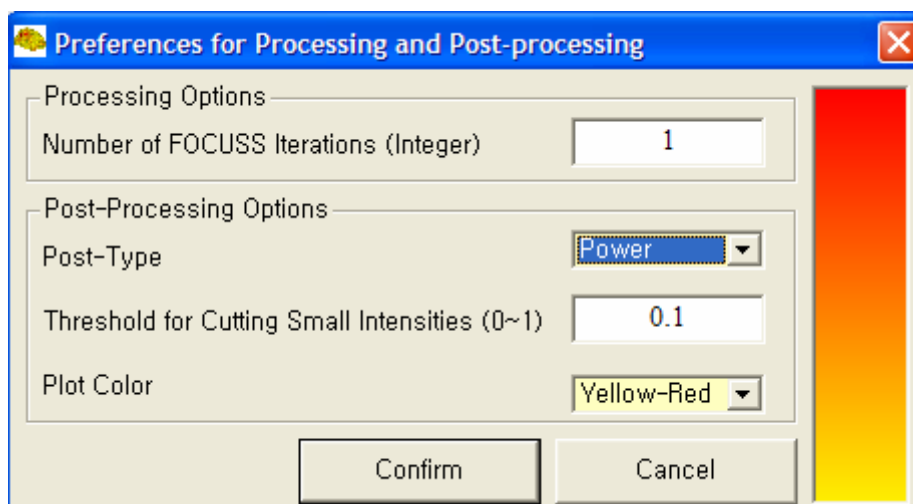 Preferences for Processing and Post-processing
Processing Options
Number of FOCUSS Iterations (Integer)
1
Post-Processing Options
Post-Type
Power
Threshold for Cutting Small Intensities (0~1)
0.1
Plot Color
Yellow-Red
Confirm
Cancel